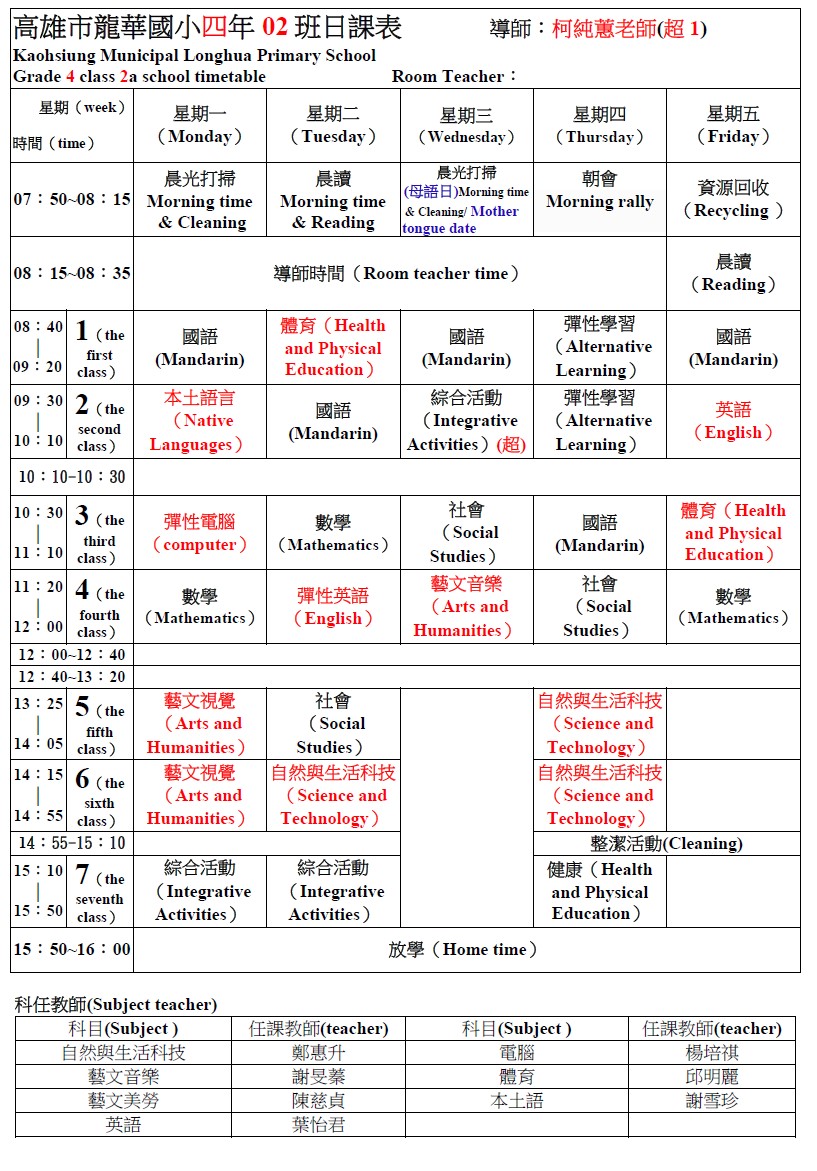 高雄市龍華國小四年 02 班日課表 導師：柯純蕙老師(超 1)
Kaohsiung Municipal Longhua Primary School
Grade 4 class 2a school timetable Room Teacher：
星期（week）
時間（time）
星期一（Monday） 星期二（Tuesday） 星期三（Wednesday） 星期四（Thursday） 星期五（Friday）
07：50~08：15 晨光打掃 Morning time & Cleaning 晨讀 Morning time & Reading 晨光打掃 (母語日)Morning time & Cleaning/ Mother tongue date 朝會 Morning rally 資源回收（Recycling ）
08：15~08：35 導師時間（Room teacher time） 晨讀（Reading）
08：40｜09：20 1（the first class） 國語 (Mandarin) 體育（Health and Physical Education） 國語 (Mandarin) 彈性學習（Alternative Learning） 國語 (Mandarin)
09：30｜10：10 2（the second class） 本土語言（Native Languages） 國語 (Mandarin) 綜合活動（Integrative Activities）(超) 彈性學習（Alternative Learning） 英語（English）
10：10-10：30
10：30｜11：10 3（the third class） 彈性電腦（computer） 數學（Mathematics） 社會（Social Studies） 國語 (Mandarin) 體育（Health and Physical Education）
11：20｜12：00 4（the fourth class） 數學（Mathematics） 彈性英語（English） 藝文音樂（Arts and Humanities） 社會（Social Studies） 數學（Mathematics）
12：00~12：40
12：40~13：20
13：25｜14：05 5（the fifth class） 藝文視覺（Arts and Humanities） 社會（Social Studies） 自然與生活科技（Science and Technology）
14：15｜14：55 6（the sixth class） 藝文視覺（Arts and Humanities） 自然與生活科技（Science and Technology） 自然與生活科技（Science and Technology）
14：55-15：10 整潔活動(Cleaning)
15：10｜15：50 7（the seventh class） 綜合活動（Integrative Activities） 綜合活動（Integrative Activities） 健康（Health and Physical Education）
15：50~16：00 放學（Home time）
科任教師(Subject teacher)
科目(Subject ) 任課教師(teacher) 科目(Subject ) 任課教師(teacher)
自然與生活科技 鄭惠升 電腦 楊培祺
藝文音樂 謝旻蓁 體育 邱明麗
藝文美勞 陳慈貞 本土語 謝雪珍
英語 葉怡君